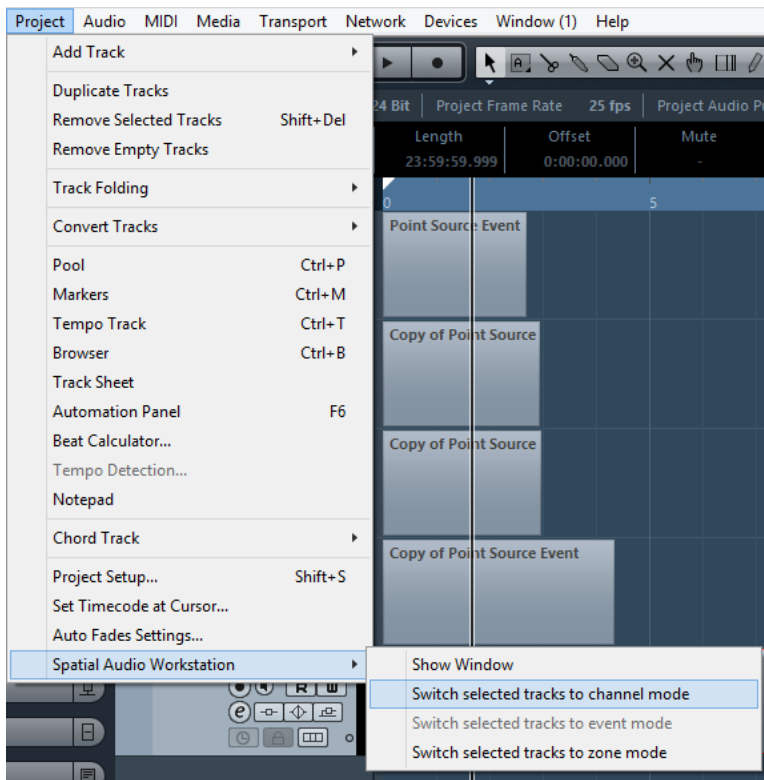 Project Audio MIDI Media Transport Network Devices Window (1) Help
Add Track
Duplicate Tracks
Remove Selected Tracks Shift+Del
Remove Empty Tracks
Track Folding
Convert Tracks
Pool Ctrl+P
Markers Ctrl+M
Tempo Track Ctrl+T
Browser Ctrl+B
Track Sheet
Automation Panel F6
Beat Calculator...
Tempo Detection...
Notepad
Chord Track
Project Setup... Shift+S
Set Timecode at Cursor...
Auto Fades Settings...
Spatial Audio Workstation
Show Window
Switch selected tracks to channel mode
Switch selected tracks to event mode
Switch selected tracks to zone mode
24 Bit Project Frame Rate 25 fps Project Audio
Length Offset Mute
23:59:59.999 0:00:00.000 -
0 5
Point Source Event
Copy of Point Source
Copy of Point Source
Copy of Point Source Event
R W
e